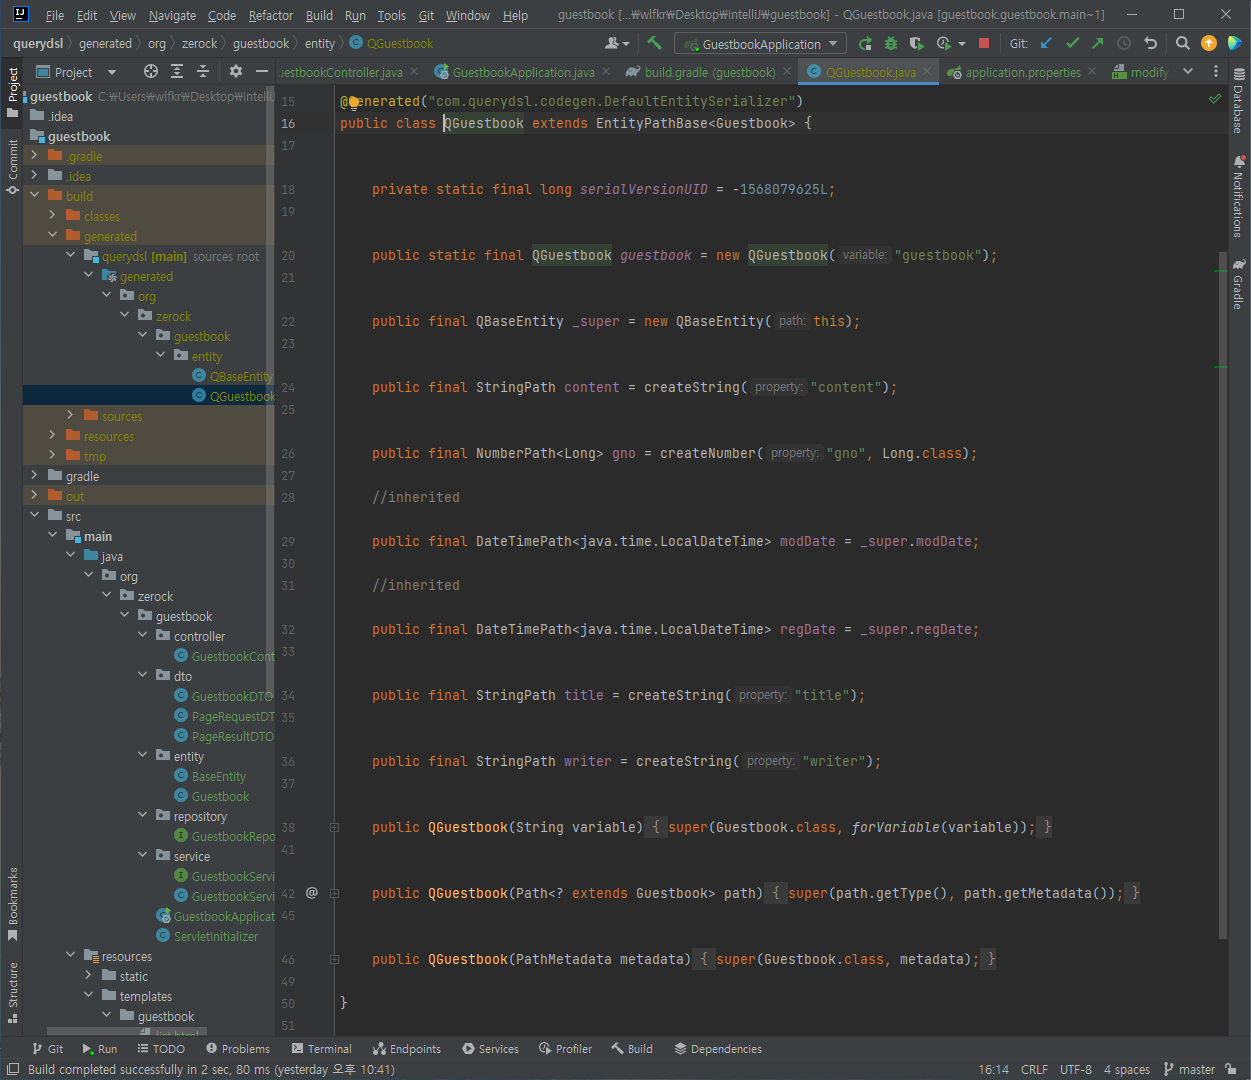 File Edit View Navigate Code Refactor Build Run Tools Git Window Help guestbook [...₩wlfkr₩Desktop₩IntelliJ₩guestbook] - QGuestbook.java [guestbook.guestbook.main~1]
querydsl generated org zerock guestbook entity QGuestbook GuestbookApplication Git:
Project uestbookController.java GuestbookApplication.java build.gradle (guestbook) QGuestbook.java application.properties modify
Project
Commit
Bookmarks
Structure
guestbook C:₩Users₩wlfkr₩Desktop₩IntelliJ
.idea
guestbook
.gradle
.idea
build
classes
generated
querydsl [main] sources root
generated
org
zerock
guestbook
entity
QBaseEntity
QGuestbook
sources
resources
tmp
gradle
out
src
main
java
org
zerock
guestbook
controller
GuestbookCont
dto
GuestbookDTO
PageRequestDT
PageResultDTO
entity
BaseEntity
Guestbook
repository
GuestbookRepo
service
GuestbookServi
GuestbookServi
GuestbookApplicat
ServletInitializer
resources
static
templates
guestbook
list.html
15 @Generated("com.querydsl.codegen.DefaultEntitySerializer")
16 public class QGuestbook extends EntityPathBase<Guestbook> {
17
18 private static final long serialVersionUID = -1568079625L;
19
20 public static final QGuestbook guestbook = new QGuestbook( variable: "guestbook");
21
22 public final QBaseEntity _super = new QBaseEntity( path: this);
23
24 public final StringPath content = createString( property: "content");
25
26 public final NumberPath<Long> gno = createNumber( property: "gno", Long.class);
27
28 //inherited
29 public final DateTimePath<java.time.LocalDateTime> modDate = _super.modDate;
30
31 //inherited
32 public final DateTimePath<java.time.LocalDateTime> regDate = _super.regDate;
33
34 public final StringPath title = createString( property: "title");
35
36 public final StringPath writer = createString( property: "writer");
37
38 public QGuestbook(String variable) { super(Guestbook.class, forVariable(variable)); }
41
42 @ public QGuestbook(Path<? extends Guestbook> path) { super(path.getType(), path.getMetadata()); }
45
46 public QGuestbook(PathMetadata metadata) { super(Guestbook.class, metadata); }
49
50 }
51
Database
Notifications
Gradle
Git Run TODO Problems Terminal Endpoints Services Profiler Build Dependencies
Build completed successfully in 2 sec, 80 ms (yesterday 오후 10:41) 16:14 CRLF UTF-8 4 spaces master